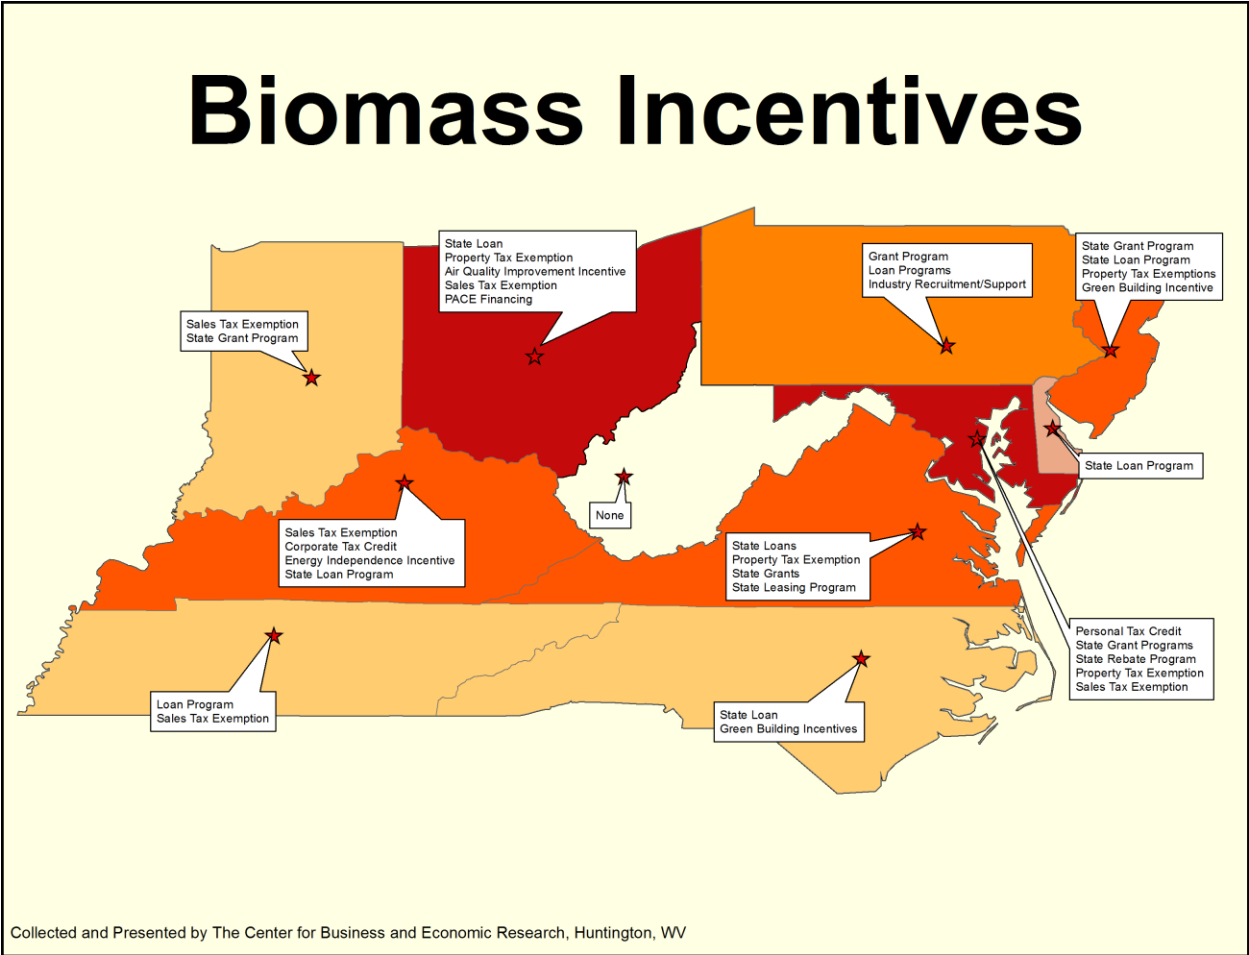 Biomass Incentives
State Loan
Property Tax Exemption
Air Quality Improvement Incentive
Sales Tax Exemption
PACE Financing
Grant Program
Loan Programs
Industry Recruitment/Support
State Grant Program
State Loan Program
Property Tax Exemptions
Green Building Incentive
Sales Tax Exemption
State Grant Program
State Loan Program
None
Sales Tax Exemption
Corporate Tax Credit
Energy Independence Incentive
State Loan Program
State Loans
Property Tax Exemption
State Grants
State Leasing Program
Personal Tax Credit
State Grant Programs
State Rebate Program
Property Tax Exemption
Sales Tax Exemption
Loan Program
Sales Tax Exemption
State Loan
Green Building Incentives
Collected and Presented by The Center for Business and Economic Research, Huntington, WV